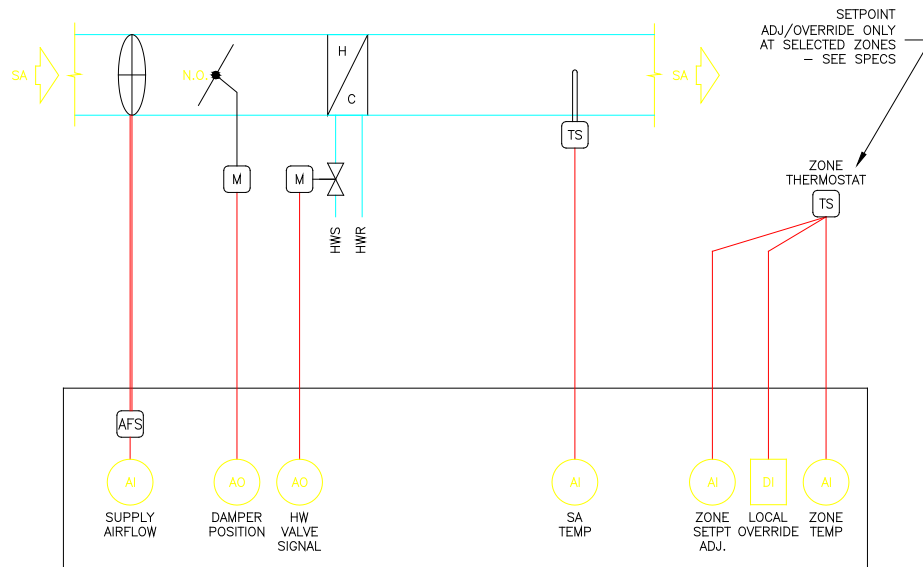 SETPOINT
ADJ/OVERRIDE ONLY
AT SELECTED ZONES
– SEE SPECS
SA
N.O.
H
C
SA
TS
M
M
ZONE
THERMOSTAT
TS
HWS
HWR
AFS
AI
AO
AO
AI
AI
DI
AI
SUPPLY
AIRFLOW
DAMPER
POSITION
HW
VALVE
SIGNAL
SA
TEMP
ZONE
SETPT
ADJ.
LOCAL
OVERRIDE
ZONE
TEMP